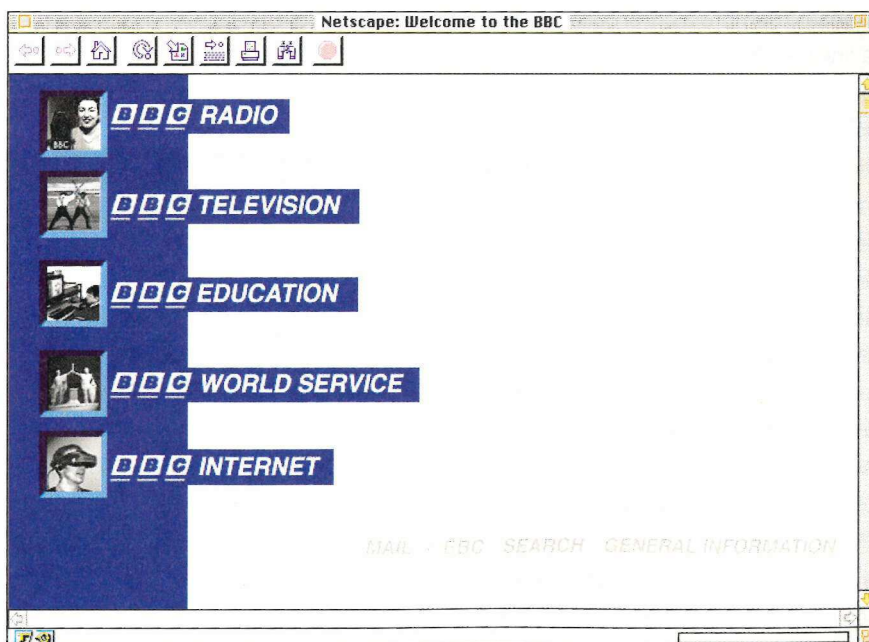 Netscape: Welcome to the BBC
BBC
BBC RADIO
BBC TELEVISION
BBC EDUCATION
BBC WORLD SERVICE
BBC INTERNET
MAIL - BBC SEARCH GENERAL INFORMATION